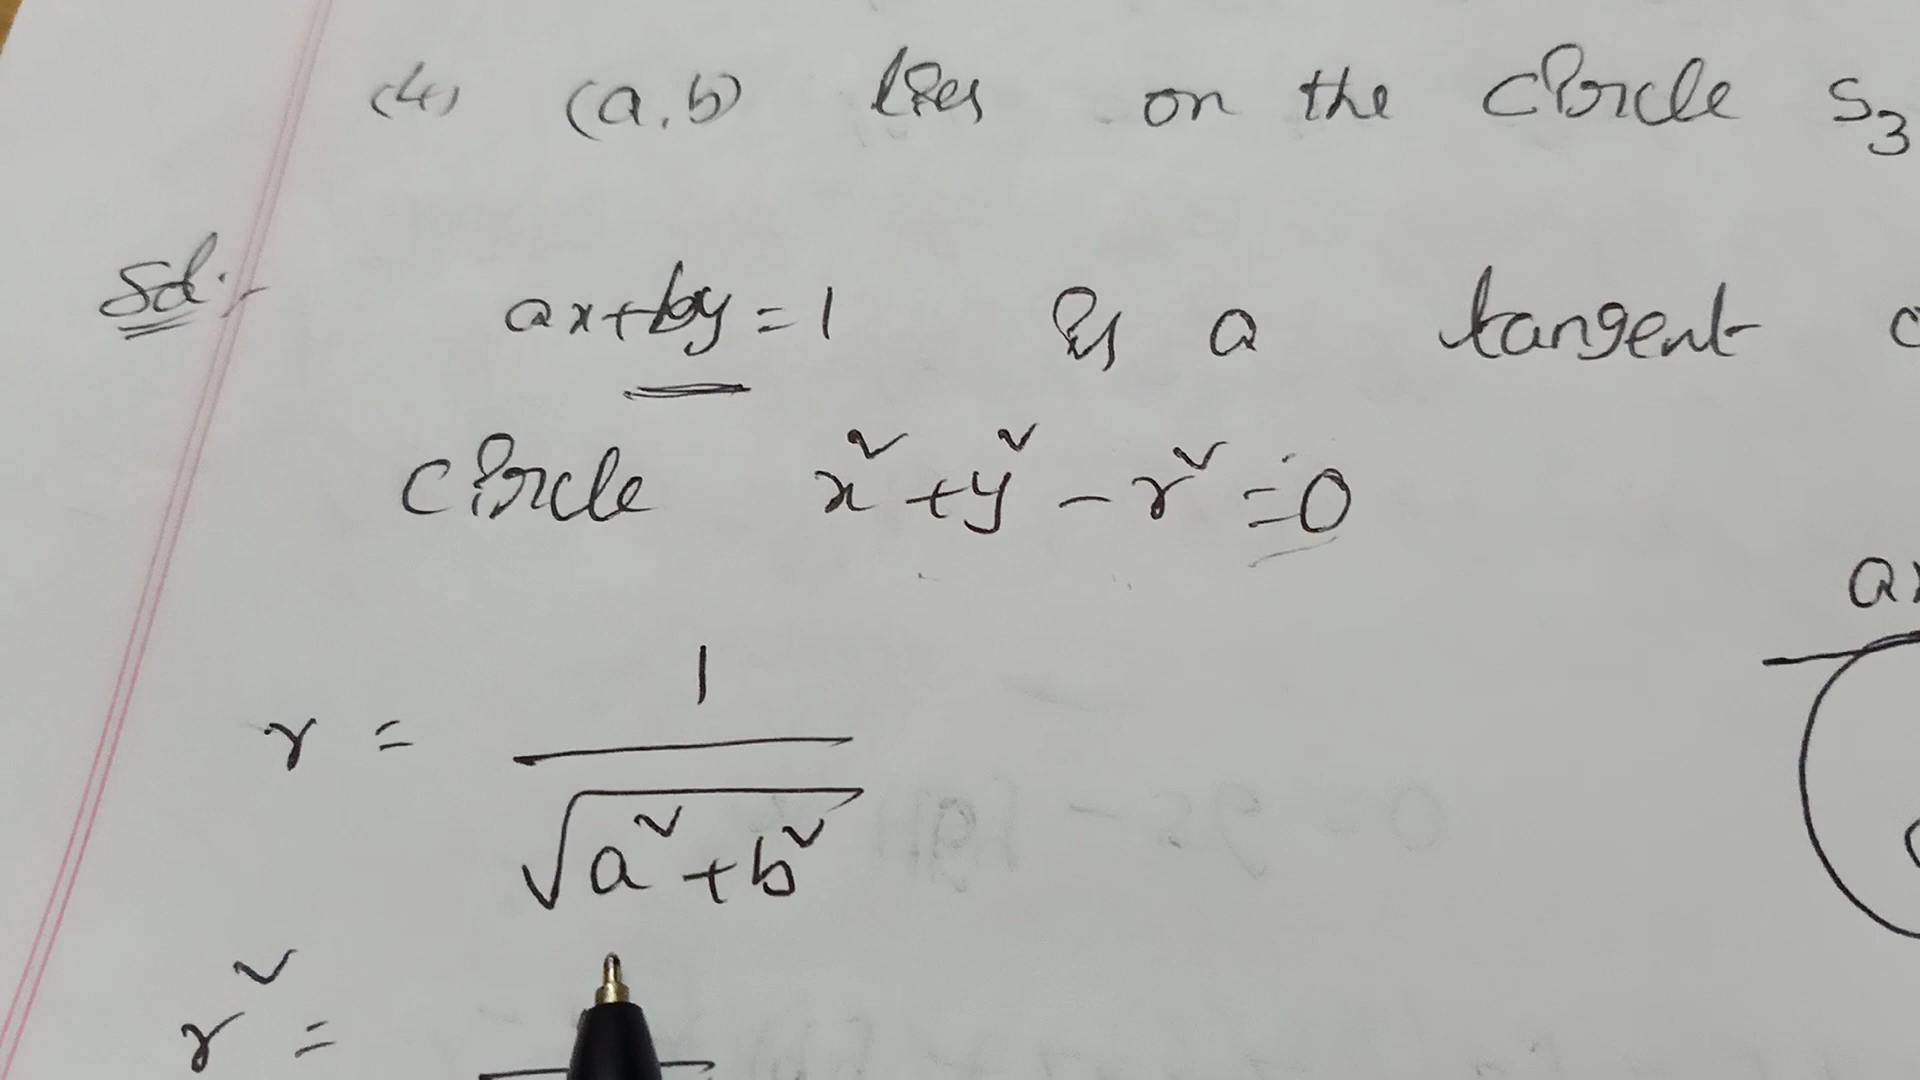 (4) (a,b) lies on the circle S₃
Sol:-
ax+by=1 is a tangent
circle x²+y²-r²=0
ax
r = 1/√(a²+b²)
r² =